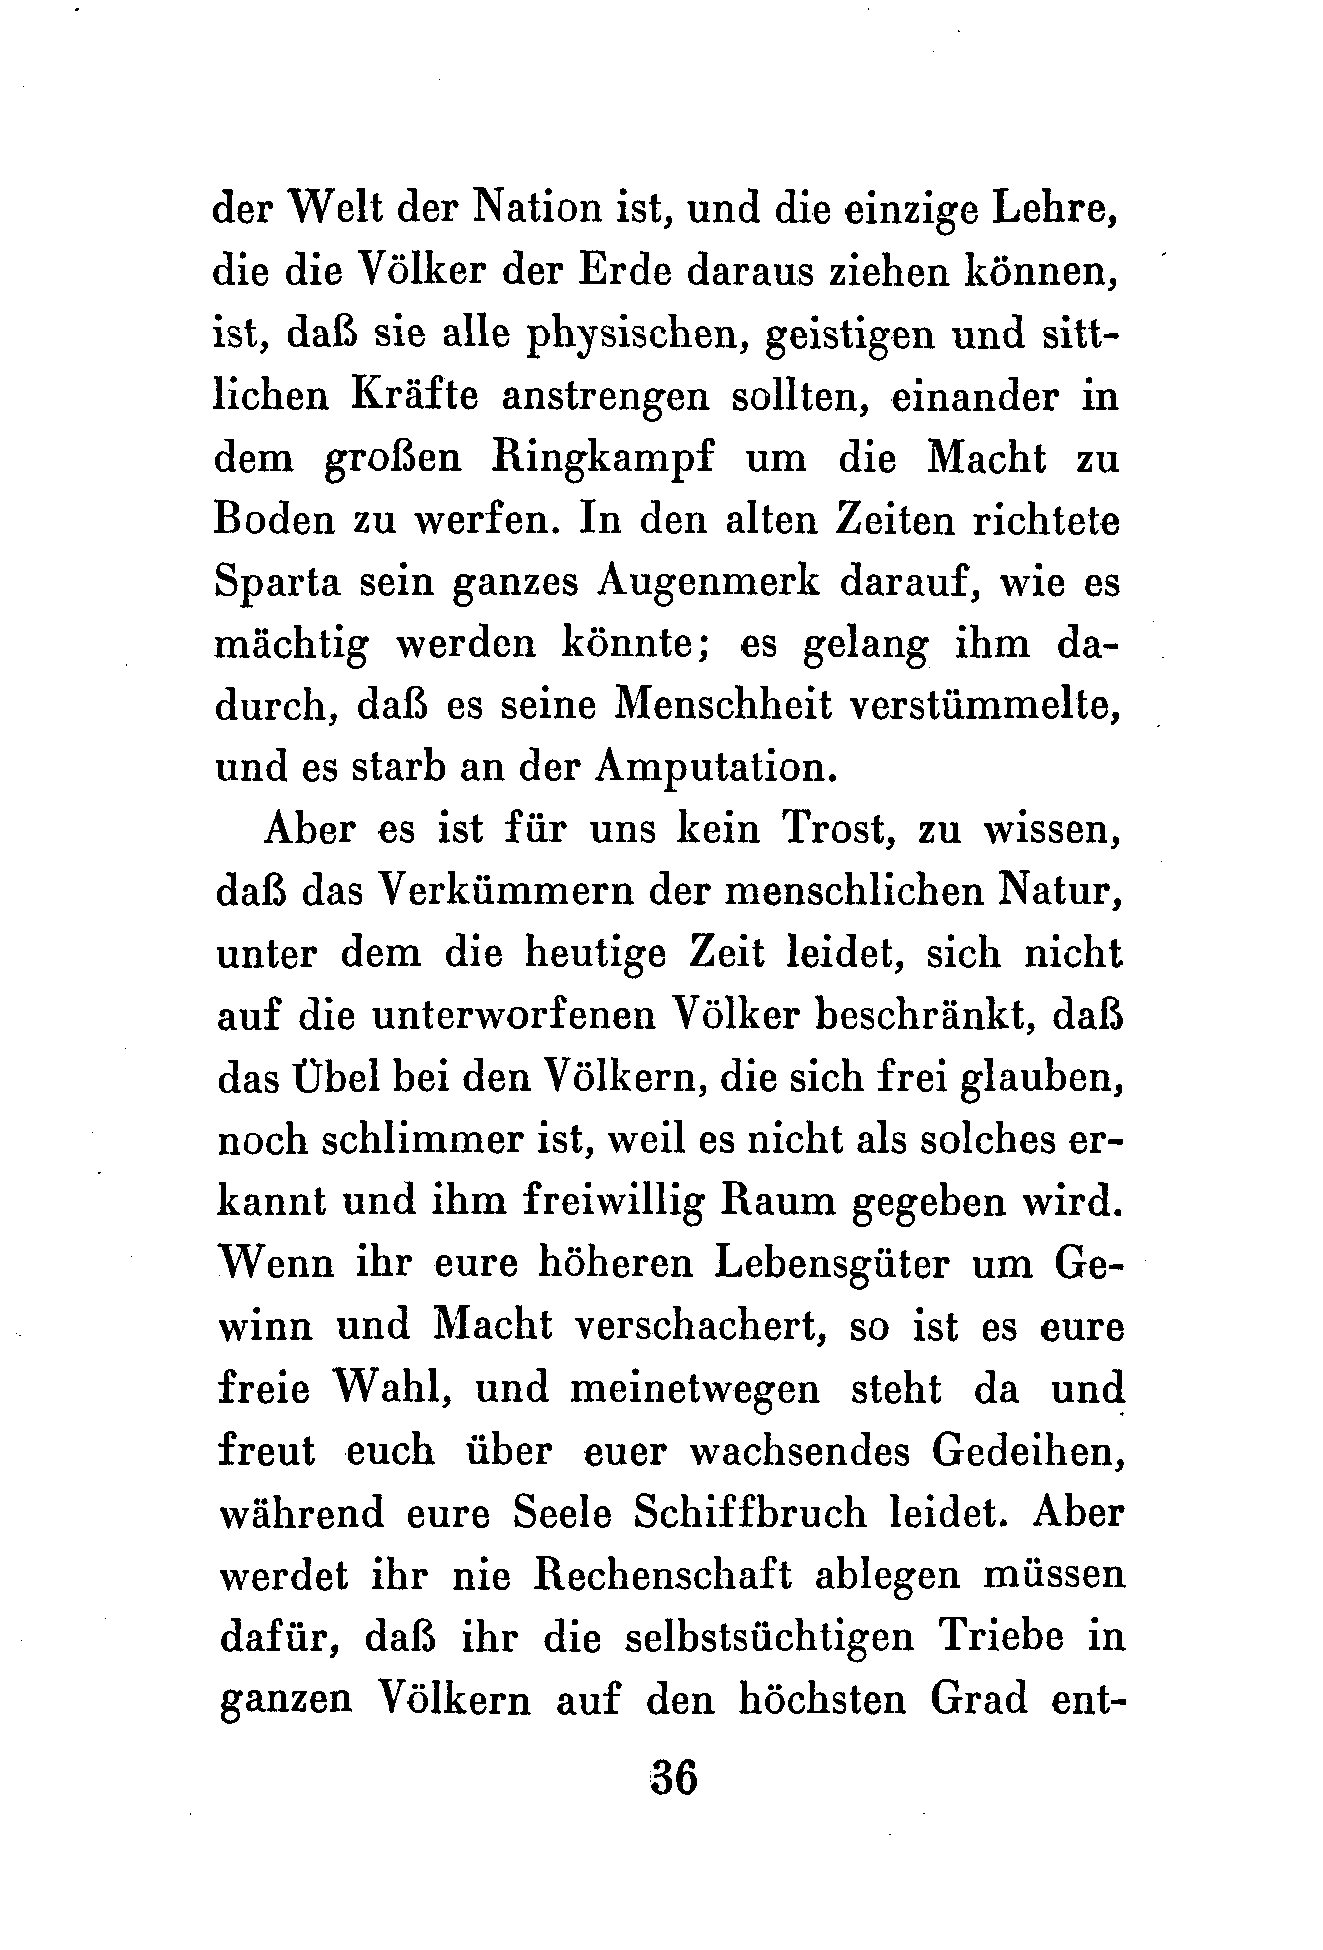 der Welt der Nation ist, und die einzige Lehre,
die die Völker der Erde daraus ziehen können,
ist, daß sie alle physischen, geistigen und sitt-
lichen Kräfte anstrengen sollten, einander in
dem großen Ringkampf um die Macht zu
Boden zu werfen. In den alten Zeiten richtete
Sparta sein ganzes Augenmerk darauf, wie es
mächtig werden könnte; es gelang ihm da-
durch, daß es seine Menschheit verstümmelte,
und es starb an der Amputation.
Aber es ist für uns kein Trost, zu wissen,
daß das Verkümmern der menschlichen Natur,
unter dem die heutige Zeit leidet, sich nicht
auf die unterworfenen Völker beschränkt, daß
das Übel bei den Völkern, die sich frei glauben,
noch schlimmer ist, weil es nicht als solches er-
kannt und ihm freiwillig Raum gegeben wird.
Wenn ihr eure höheren Lebensgüter um Ge-
winn und Macht verschachert, so ist es eure
freie Wahl, und meinetwegen steht da und
freut euch über euer wachsendes Gedeihen,
während eure Seele Schiffbruch leidet. Aber
werdet ihr nie Rechenschaft ablegen müssen
dafür, daß ihr die selbstsüchtigen Triebe in
ganzen Völkern auf den höchsten Grad ent-
36